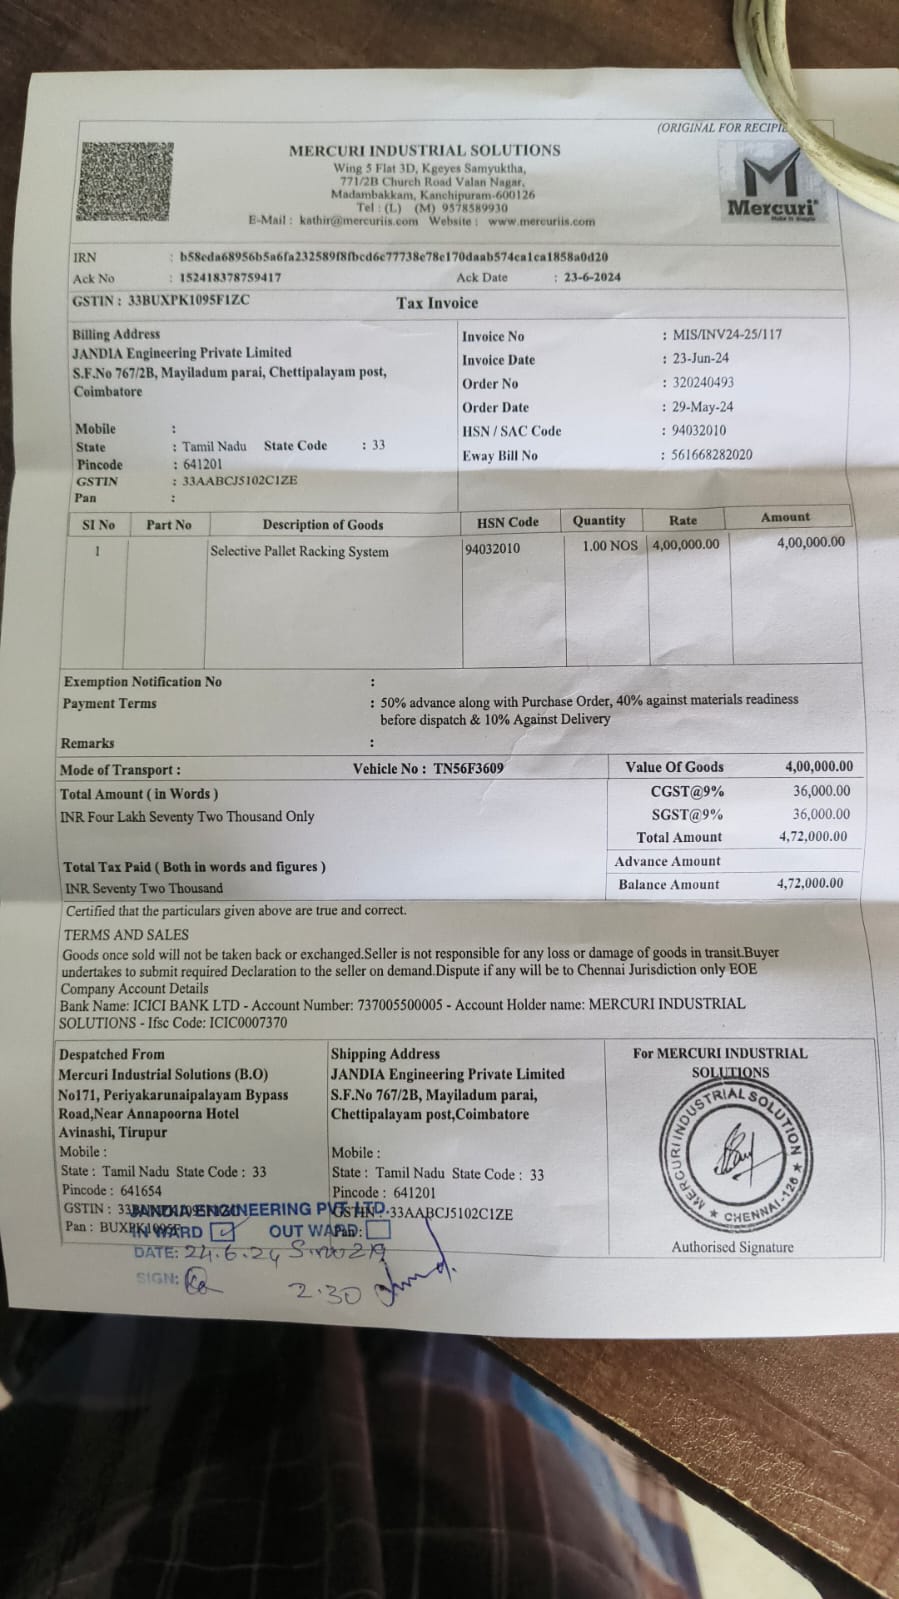 (ORIGINAL FOR RECIPIE
MERCURI INDUSTRIAL SOLUTIONS
Wing 5 Flat 3D, Kgeyes Samyuktha,
771/2B Church Road Valan Nagar,
Madambakkam, Kanchipuram-600126
Tel : (L) (M) 9578589930
E-Mail : kathir@mercuriis.com Website : www.mercuriis.com
Mercuri
IRN : b58cda68956b5a6fa232589f8fbcd6c77738e78c170daab574ca1ca1858a0d20
Ack No : 152418378759417 Ack Date : 23-6-2024
GSTIN : 33BUXPK1095F1ZC Tax Invoice
Billing Address
JANDIA Engineering Private Limited
S.F.No 767/2B, Mayiladum parai, Chettipalayam post,
Coimbatore
Mobile :
State : Tamil Nadu State Code : 33
Pincode : 641201
GSTIN : 33AABCJ5102C1ZE
Pan :
Invoice No : MIS/INV24-25/117
Invoice Date : 23-Jun-24
Order No : 320240493
Order Date : 29-May-24
HSN / SAC Code : 94032010
Eway Bill No : 561668282020
SI No Part No Description of Goods HSN Code Quantity Rate Amount
1 Selective Pallet Racking System 94032010 1.00 NOS 4,00,000.00 4,00,000.00
Exemption Notification No :
Payment Terms : 50% advance along with Purchase Order, 40% against materials readiness
before dispatch & 10% Against Delivery
Remarks :
Mode of Transport : Vehicle No : TN56F3609 Value Of Goods 4,00,000.00
Total Amount ( in Words ) CGST@9% 36,000.00
INR Four Lakh Seventy Two Thousand Only SGST@9% 36,000.00
Total Amount 4,72,000.00
Total Tax Paid ( Both in words and figures ) Advance Amount
INR Seventy Two Thousand Balance Amount 4,72,000.00
Certified that the particulars given above are true and correct.
TERMS AND SALES
Goods once sold will not be taken back or exchanged.Seller is not responsible for any loss or damage of goods in transit.Buyer
undertakes to submit required Declaration to the seller on demand.Dispute if any will be to Chennai Jurisdiction only EOE
Company Account Details
Bank Name: ICICI BANK LTD - Account Number: 737005500005 - Account Holder name: MERCURI INDUSTRIAL
SOLUTIONS - Ifsc Code: ICIC0007370
Despatched From
Mercuri Industrial Solutions (B.O)
No171, Periyakarunaipalayam Bypass
Road,Near Annapoorna Hotel
Avinashi, Tirupur
Mobile :
State : Tamil Nadu State Code : 33
Pincode : 641654
GSTIN :
Pan :
Shipping Address
JANDIA Engineering Private Limited
S.F.No 767/2B, Mayiladum parai,
Chettipalayam post,Coimbatore
Mobile :
State : Tamil Nadu State Code : 33
Pincode : 641201
GSTIN : 33AABCJ5102C1ZE
Pan:
For MERCURI INDUSTRIAL
SOLUTIONS
MERCURI INDUSTRIAL SOLUTION
CHENNAI-126
Authorised Signature
JANDIA ENGINEERING PVT. LTD.
IN WARD OUT WARD
DATE: 24.6.24
SIGN:
2.30